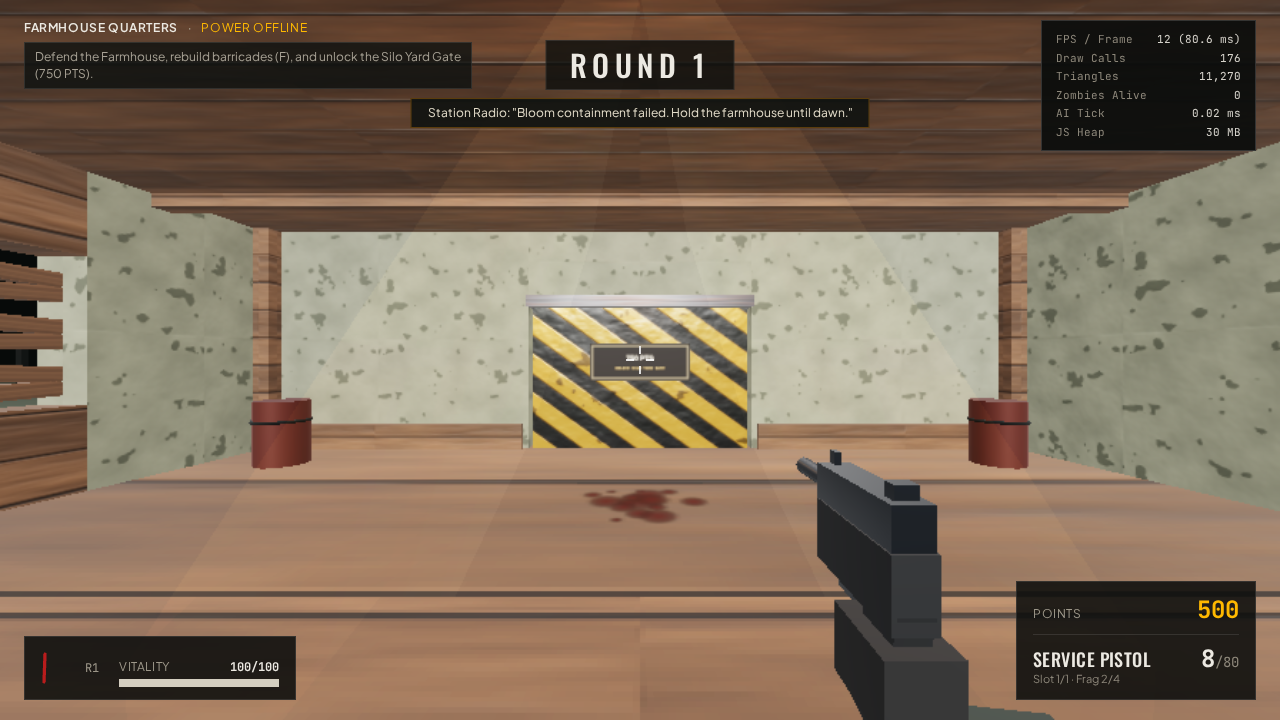 FARMHOUSE QUARTERS · POWER OFFLINE
Defend the Farmhouse, rebuild barricades (F), and unlock the Silo Yard Gate
(750 PTS).
ROUND 1
Station Radio: "Bloom containment failed. Hold the farmhouse until dawn."
FPS / Frame 12 (80.6 ms)
Draw Calls 176
Triangles 11,270
Zombies Alive 0
AI Tick 0.02 ms
JS Heap 30 MB
R1 VITALITY 100/100
POINTS 500
SERVICE PISTOL 8/80
Slot 1/1 · Frag 2/4